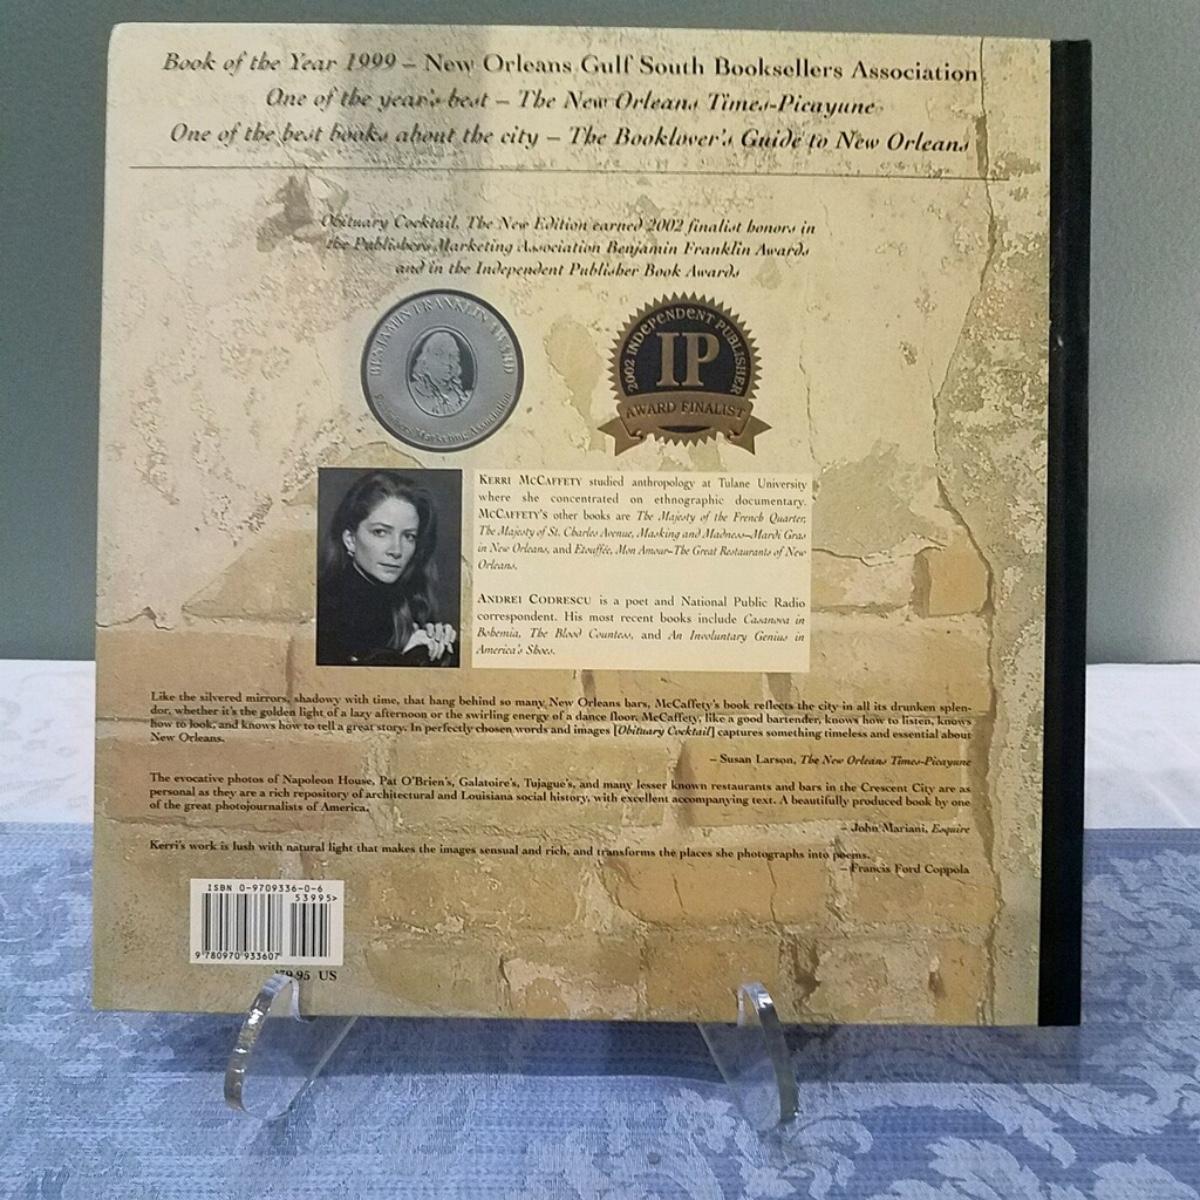 Book of the Year 1999 – New Orleans Gulf South Booksellers Association
One of the year's best – The New Orleans Times-Picayune
One of the best books about the city – The Booklover's Guide to New Orleans
Obituary Cocktail, The New Edition earned 2002 finalist honors in
the Publishers Marketing Association Benjamin Franklin Awards
and in the Independent Publisher Book Awards
BENJAMIN FRANKLIN AWARD
Publishers Marketing Association
2002 INDEPENDENT PUBLISHER
IP
AWARD FINALIST
KERRI MCCAFFETY studied anthropology at Tulane University
where she concentrated on ethnographic documentary.
MCCAFFETY'S other books are The Majesty of the French Quarter,
The Majesty of St. Charles Avenue, Masking and Madness–Mardi Gras
in New Orleans, and Etouffée, Mon Amour–The Great Restaurants of New
Orleans.
ANDREI CODRESCU is a poet and National Public Radio
correspondent. His most recent books include Casanova in
Bohemia, The Blood Countess, and An Involuntary Genius in
America's Shoes.
Like the silvered mirrors, shadowy with time, that hang behind so many New Orleans bars, McCaffety's book reflects the city in all its drunken splen-
dor, whether it's the golden light of a lazy afternoon or the swirling energy of a dance floor. McCaffety, like a good bartender, knows how to listen, knows
how to look, and knows how to tell a great story. In perfectly chosen words and images [Obituary Cocktail] captures something timeless and essential about
New Orleans.
– Susan Larson, The New Orleans Times-Picayune
The evocative photos of Napoleon House, Pat O'Brien's, Galatoire's, Tujague's, and many lesser known restaurants and bars in the Crescent City are as
personal as they are a rich repository of architectural and Louisiana social history, with excellent accompanying text. A beautifully produced book by one
of the great photojournalists of America.
– John Mariani, Esquire
Kerri's work is lush with natural light that makes the images sensual and rich, and transforms the places she photographs into poems.
– Francis Ford Coppola
ISBN 0-9709336-0-6
53995>
9 780970 933607
US